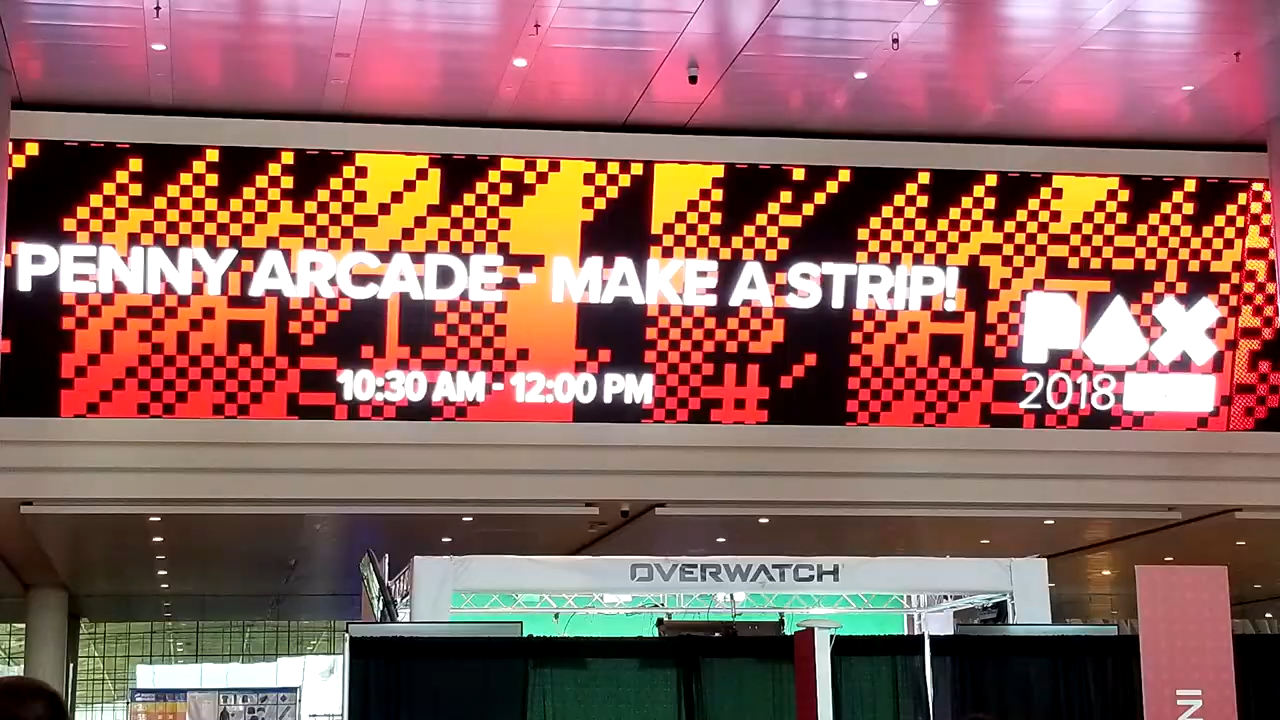 PENNY ARCADE - MAKE A STRIP!
10:30 AM - 12:00 PM
PAX
2018
OVERWATCH